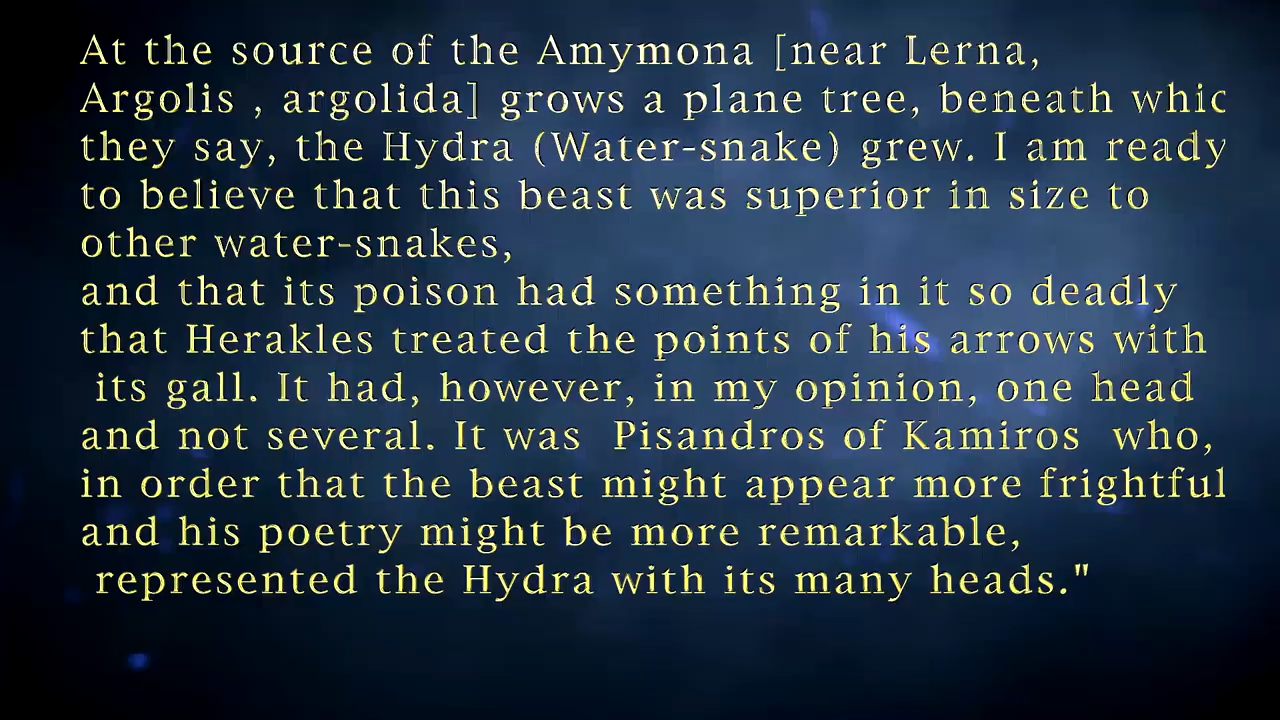 At the source of the Amymona [near Lerna,
Argolis , argolida] grows a plane tree, beneath whic
they say, the Hydra (Water-snake) grew. I am ready
to believe that this beast was superior in size to
other water-snakes,
and that its poison had something in it so deadly
that Herakles treated the points of his arrows with
its gall. It had, however, in my opinion, one head
and not several. It was  Pisandros of Kamiros  who,
in order that the beast might appear more frightful
and his poetry might be more remarkable,
represented the Hydra with its many heads."